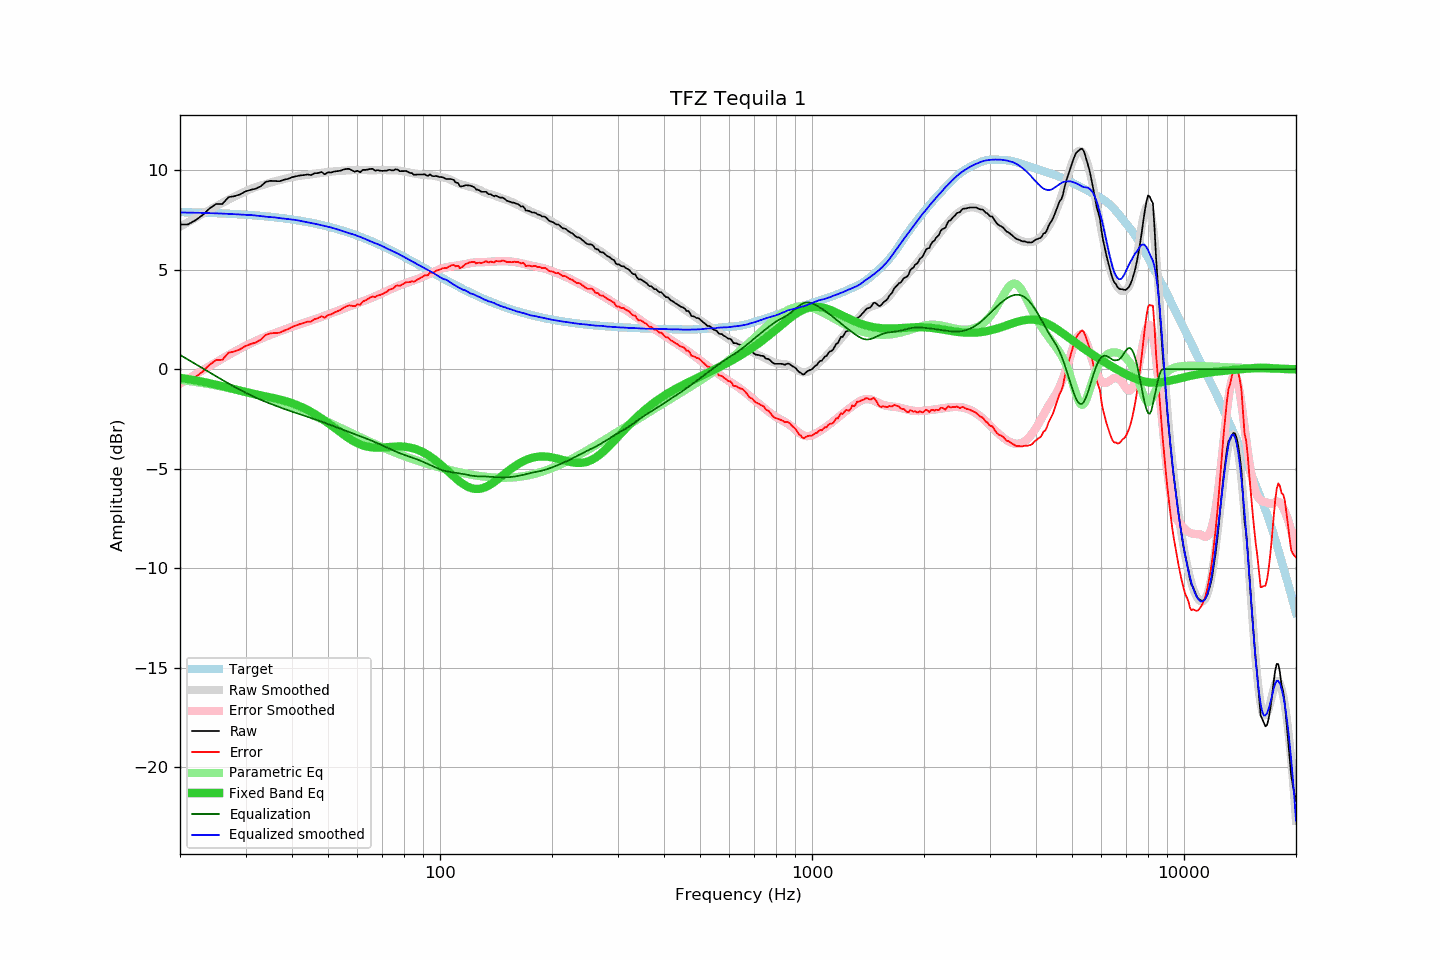 TFZ Tequila 1
10
5
0
−5
−10
−15
−20
Amplitude (dBr)
Target
Raw Smoothed
Error Smoothed
Raw
Error
Parametric Eq
Fixed Band Eq
Equalization
Equalized smoothed
100
1000
10000
Frequency (Hz)